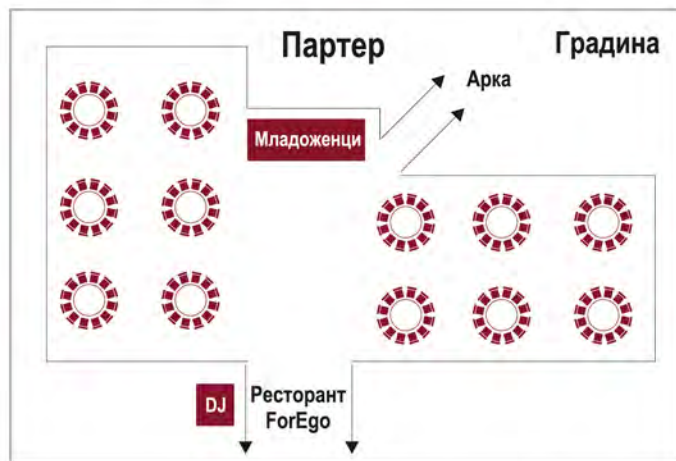 Партер
Градина
Арка
Младоженци
DJ
Ресторант
ForEgo